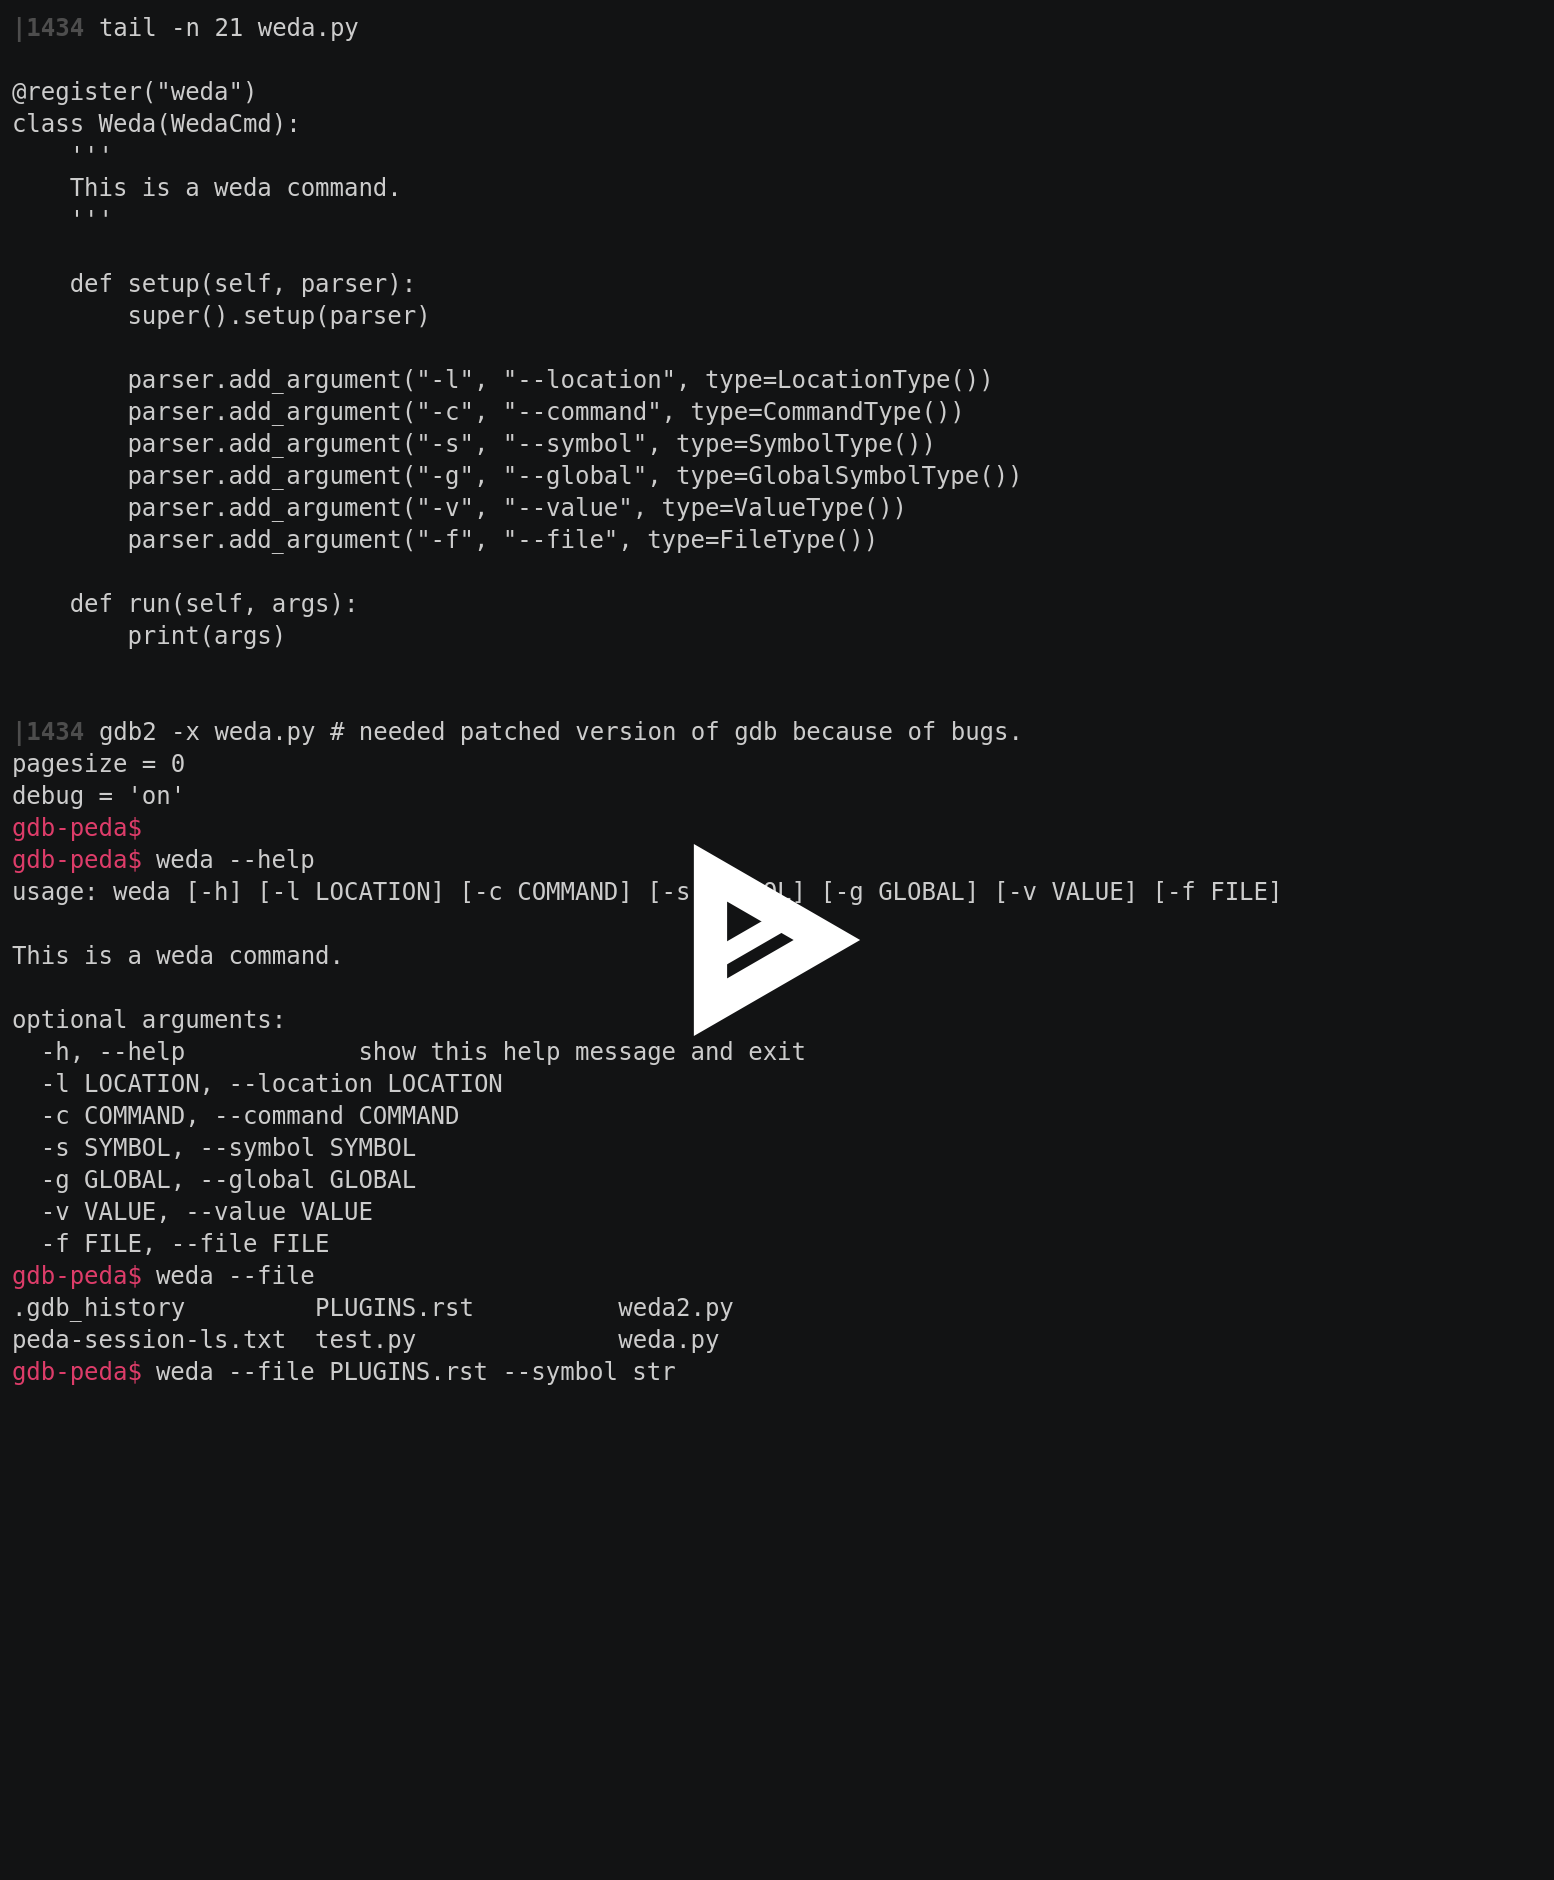 |1434 tail -n 21 weda.py
@register("weda")
class Weda(WedaCmd):
    '''
    This is a weda command.
    '''
    def setup(self, parser):
        super().setup(parser)
        parser.add_argument("-l", "--location", type=LocationType())
        parser.add_argument("-c", "--command", type=CommandType())
        parser.add_argument("-s", "--symbol", type=SymbolType())
        parser.add_argument("-g", "--global", type=GlobalSymbolType())
        parser.add_argument("-v", "--value", type=ValueType())
        parser.add_argument("-f", "--file", type=FileType())
    def run(self, args):
        print(args)
|1434 gdb2 -x weda.py # needed patched version of gdb because of bugs.
pagesize = 0
debug = 'on'
gdb-peda$
gdb-peda$ weda --help
usage: weda [-h] [-l LOCATION] [-c COMMAND] [-s [-g GLOBAL] [-v VALUE] [-f FILE]
This is a weda command.
optional arguments:
  -h, --help            show this help message and exit
  -l LOCATION, --location LOCATION
  -c COMMAND, --command COMMAND
  -s SYMBOL, --symbol SYMBOL
  -g GLOBAL, --global GLOBAL
  -v VALUE, --value VALUE
  -f FILE, --file FILE
gdb-peda$ weda --file
.gdb_history         PLUGINS.rst          weda2.py
peda-session-ls.txt  test.py              weda.py
gdb-peda$ weda --file PLUGINS.rst --symbol str